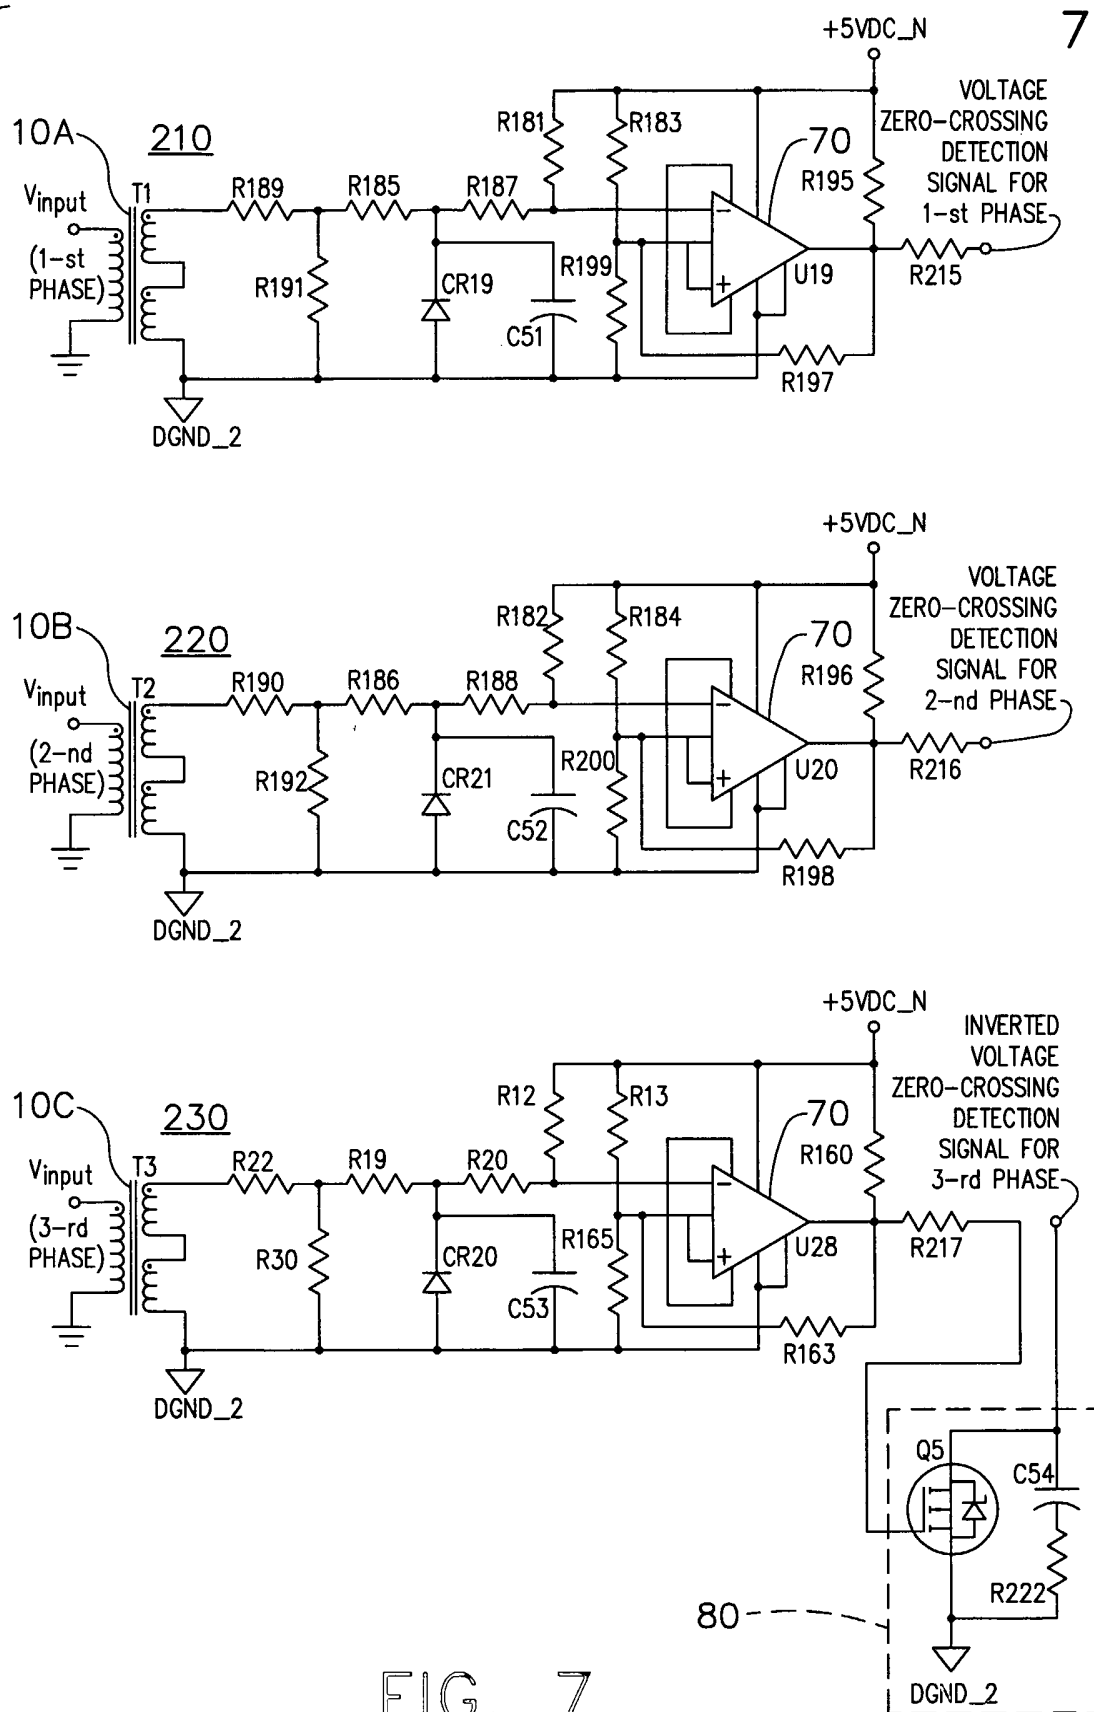 7
+5VDC_N
VOLTAGE
ZERO-CROSSING
DETECTION
SIGNAL FOR
1-st PHASE
10A
210
R181
R183
70
R195
Vinput
T1
R189
R185
R187
(1-st
PHASE)
R191
CR19
C51
R199
−
+
U19
R215
R197
DGND_2
+5VDC_N
VOLTAGE
ZERO-CROSSING
DETECTION
SIGNAL FOR
2-nd PHASE
10B
220
R182
R184
70
R196
Vinput
T2
R190
R186
R188
(2-nd
PHASE)
R192
CR21
C52
R200
−
+
U20
R216
R198
DGND_2
+5VDC_N
INVERTED
VOLTAGE
ZERO-CROSSING
DETECTION
SIGNAL FOR
3-rd PHASE
10C
230
R12
R13
70
R160
Vinput
T3
R22
R19
R20
(3-rd
PHASE)
R30
CR20
C53
R165
−
+
U28
R217
R163
DGND_2
Q5
C54
R222
80
DGND_2
FIG 7